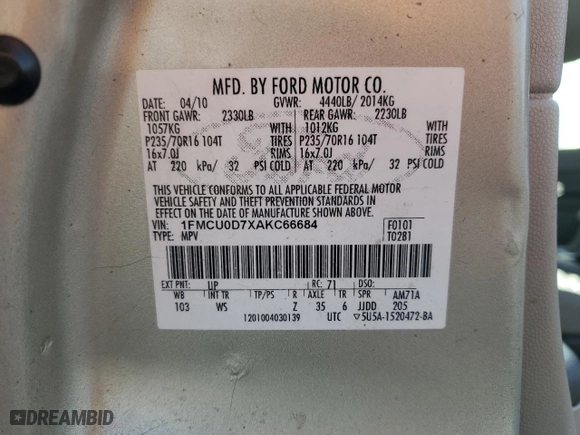 MFD. BY FORD MOTOR CO.
DATE: 04/10 GVWR: 4440LB/ 2014KG
FRONT GAWR: 2330LB REAR GAWR: 2230LB
1057KG WITH 1012KG WITH
P235/70R16 104T TIRES P235/70R16 104T TIRES
16x7.0J RIMS 16x7.0J RIMS
AT 220 kPa/ 32 PSI COLD AT 220 kPa/ 32 PSI COLD
THIS VEHICLE CONFORMS TO ALL APPLICABLE FEDERAL MOTOR
VEHICLE SAFETY AND THEFT PREVENTION STANDARDS IN
EFFECT ON THE DATE OF MANUFACTURE SHOWN ABOVE.
VIN: 1FMCU0D7XAKC66684 F0101
TYPE: MPV T0281
EXT PNT: UP RC: 71 DSO:
WB INT TR TP/PS R AXLE TR SPR AM71A
103 WS Z 35 6 JJDD 205
1201004030139 UTC ▽5U5A-1520472-BA
DREAMBID